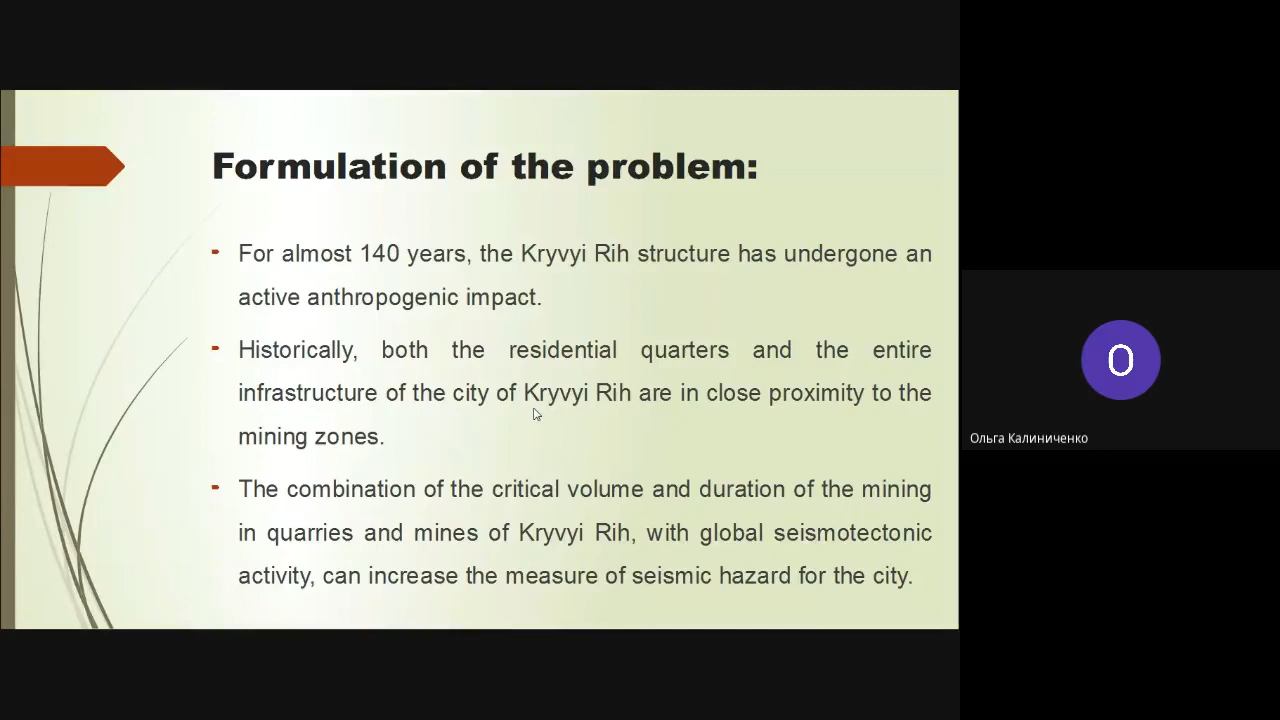 Formulation of the problem:
For almost 140 years, the Kryvyi Rih structure has undergone an
active anthropogenic impact.
Historically, both the residential quarters and the entire
infrastructure of the city of Kryvyi Rih are in close proximity to the
mining zones.
The combination of the critical volume and duration of the mining
in quarries and mines of Kryvyi Rih, with global seismotectonic
activity, can increase the measure of seismic hazard for the city.
О
Ольга Калиниченко